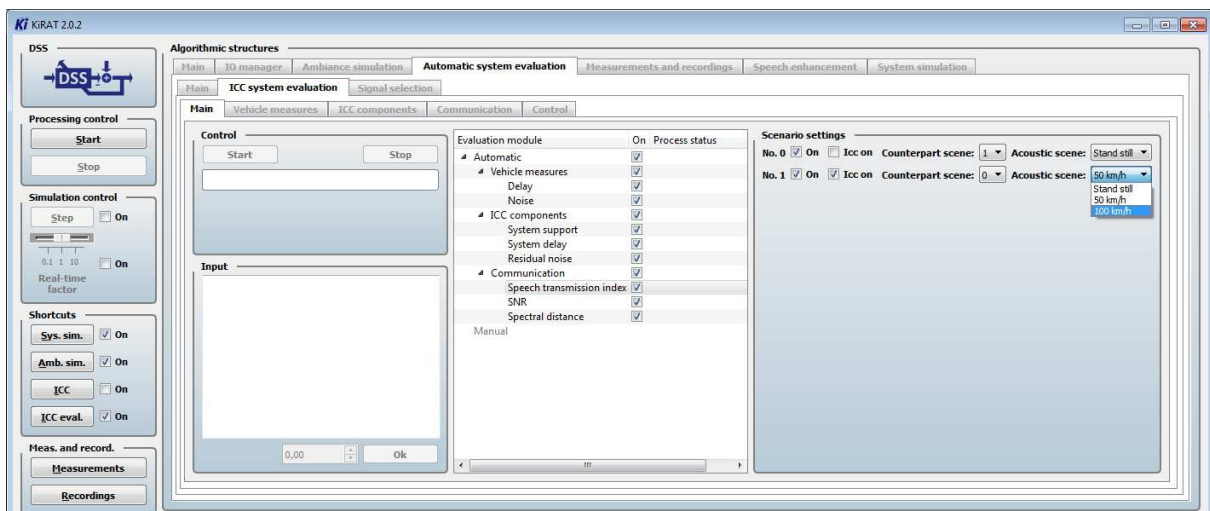 Ki KiRAT 2.0.2
DSS
DSS
Processing control
Start
Stop
Simulation control
Step On
0.1 1 10 On
Real-time
factor
Shortcuts
Sys. sim. On
Amb. sim. On
ICC On
ICC eval. On
Meas. and record.
Measurements
Recordings
Algorithmic structures
Main IO manager Ambiance simulation Automatic system evaluation Measurements and recordings Speech enhancement System simulation
Main ICC system evaluation Signal selection
Main Vehicle measures ICC components Communication Control
Control
Start Stop
Input
0,00 Ok
Evaluation module On Process status
Automatic
Vehicle measures
Delay
Noise
ICC components
System support
System delay
Residual noise
Communication
Speech transmission index
SNR
Spectral distance
Manual
Scenario settings
No. 0 On Icc on Counterpart scene: 1 Acoustic scene: Stand still
No. 1 On Icc on Counterpart scene: 0 Acoustic scene: 50 km/h
Stand still
50 km/h
100 km/h